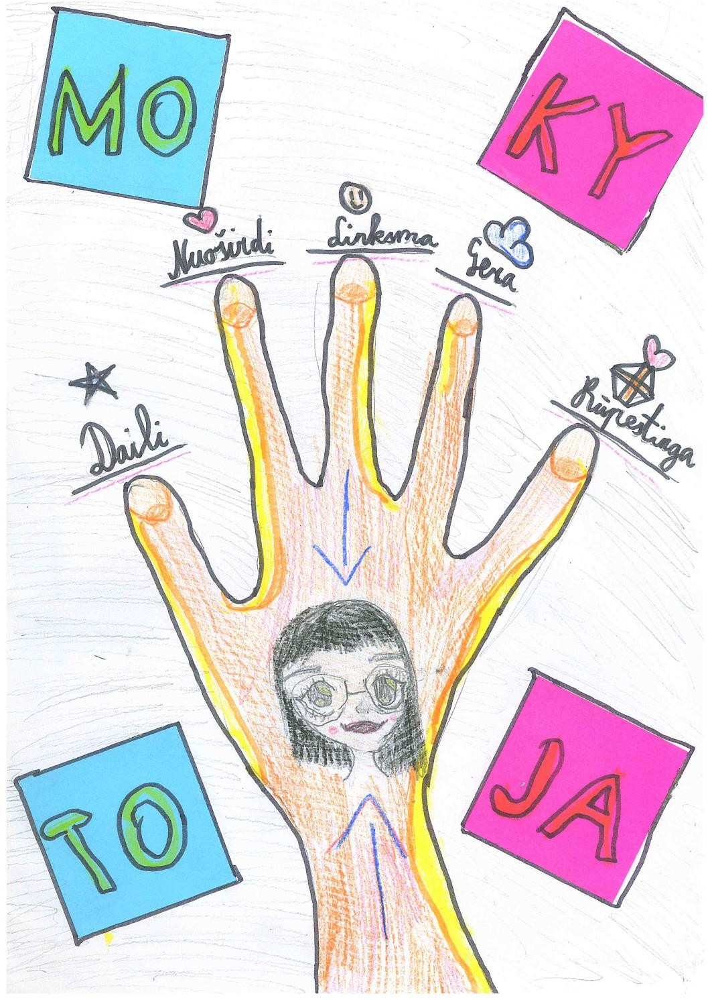 MO
KY
Nuoširdi
Linksma
Gera
Rūpestinga
Daili
TO
JA